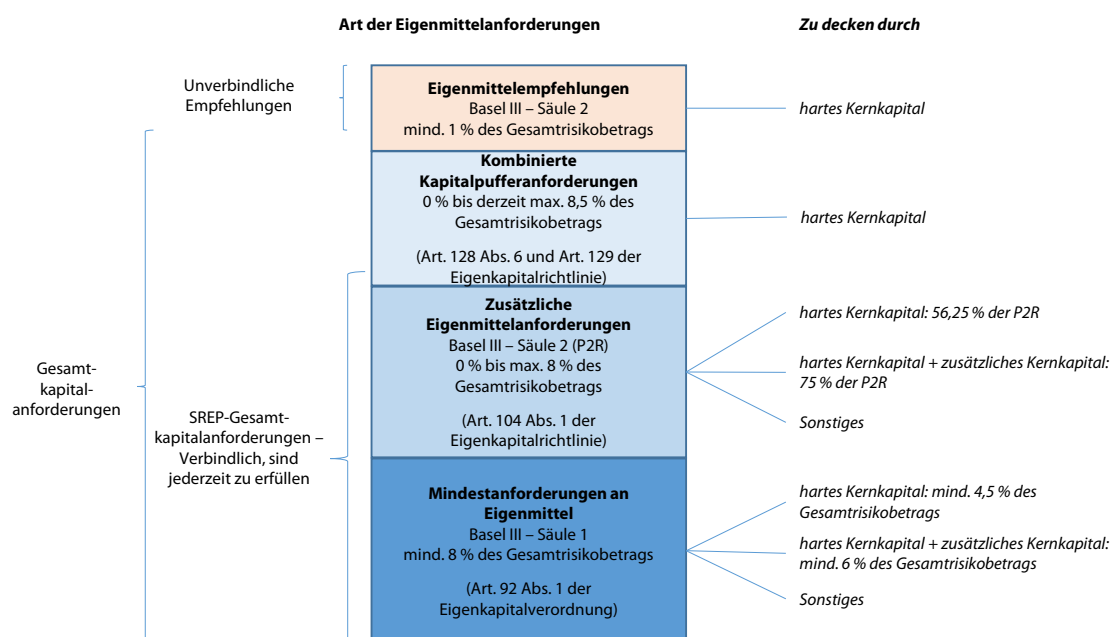 Art der Eigenmittelanforderungen
Zu decken durch
Unverbindliche
Empfehlungen
Eigenmittelempfehlungen
Basel III – Säule 2
mind. 1 % des Gesamtrisikobetrags
hartes Kernkapital
Kombinierte
Kapitalpufferanforderungen
0 % bis derzeit max. 8,5 % des
Gesamtrisikobetrags
(Art. 128 Abs. 6 und Art. 129 der
Eigenkapitalrichtlinie)
hartes Kernkapital
Gesamt-
kapital-
anforderungen
SREP-Gesamt-
kapitalanforderungen –
Verbindlich, sind
jederzeit zu erfüllen
Zusätzliche
Eigenmittelanforderungen
Basel III – Säule 2 (P2R)
0 % bis max. 8 % des
Gesamtrisikobetrags
(Art. 104 Abs. 1 der
Eigenkapitalrichtlinie)
hartes Kernkapital: 56,25 % der P2R
hartes Kernkapital + zusätzliches Kernkapital:
75 % der P2R
Sonstiges
Mindestanforderungen an
Eigenmittel
Basel III – Säule 1
mind. 8 % des Gesamtrisikobetrags
(Art. 92 Abs. 1 der
Eigenkapitalverordnung)
hartes Kernkapital: mind. 4,5 % des
Gesamtrisikobetrags
hartes Kernkapital + zusätzliches Kernkapital:
mind. 6 % des Gesamtrisikobetrags
Sonstiges